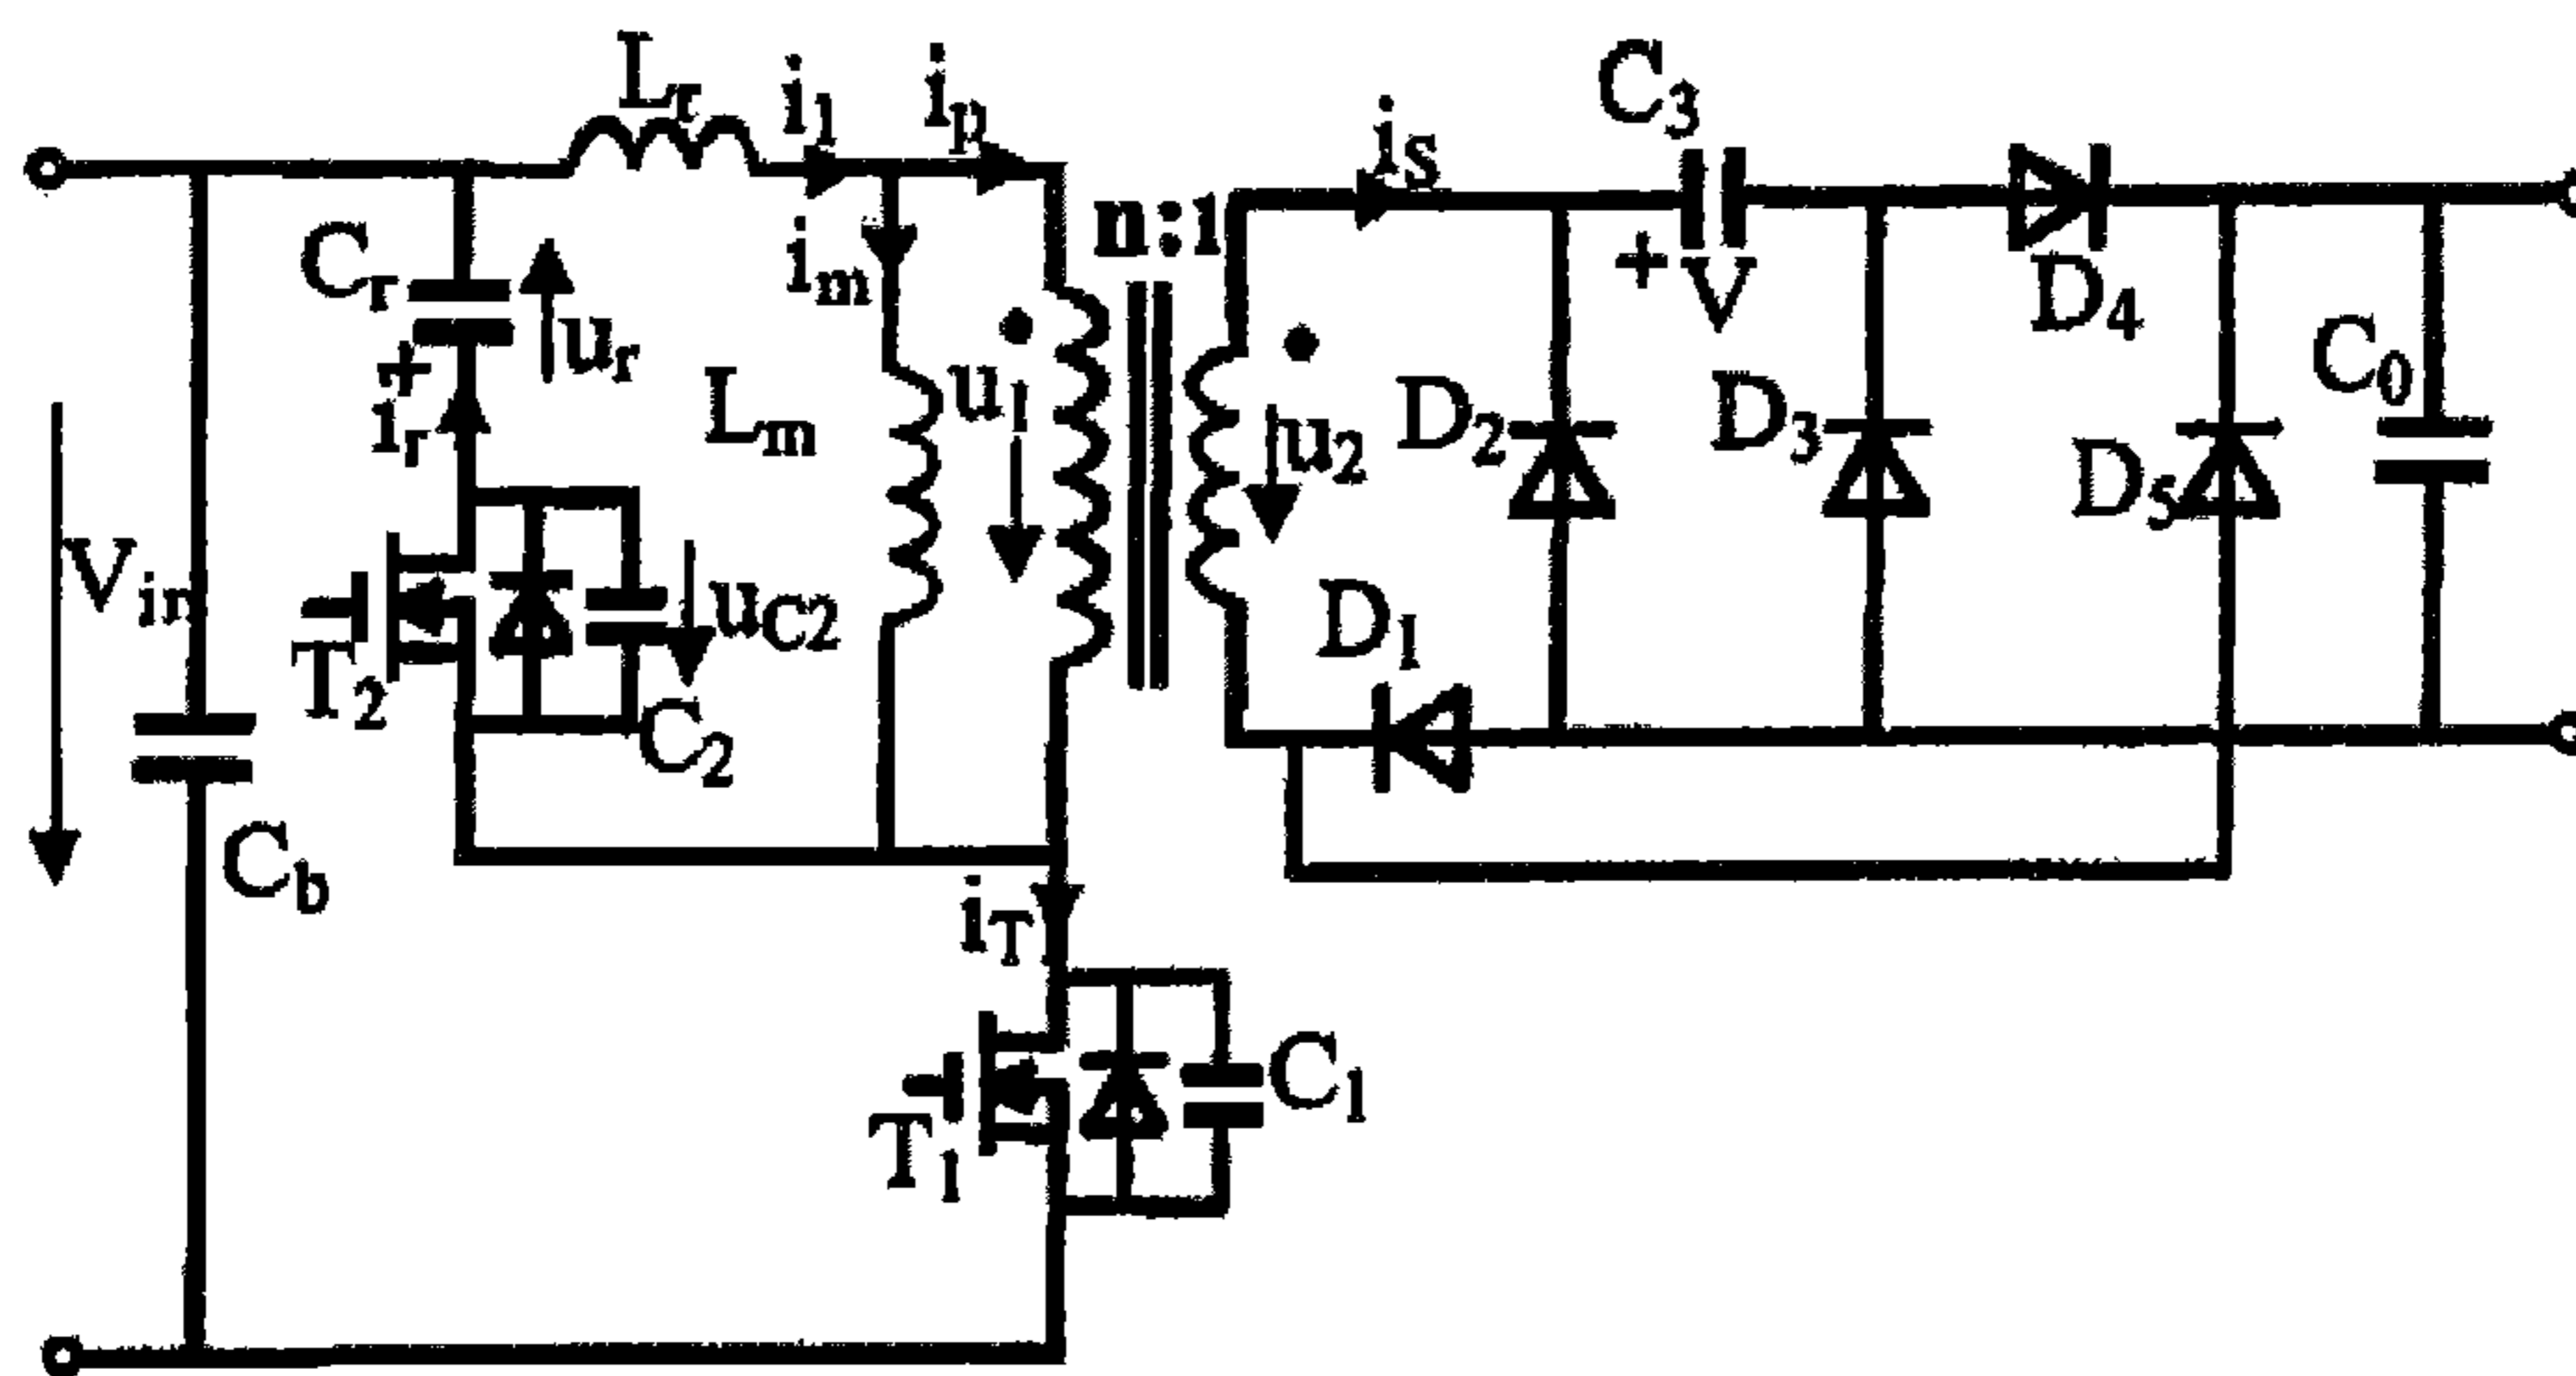 Lr
i1
ip
im
n:1
iS
C3
+
V
D4
Cr
ur
+
ir
Lm
u1
u2
D2
D3
D5
C0
Vin
T2
uC2
C2
D1
Cb
iT
T1
C1